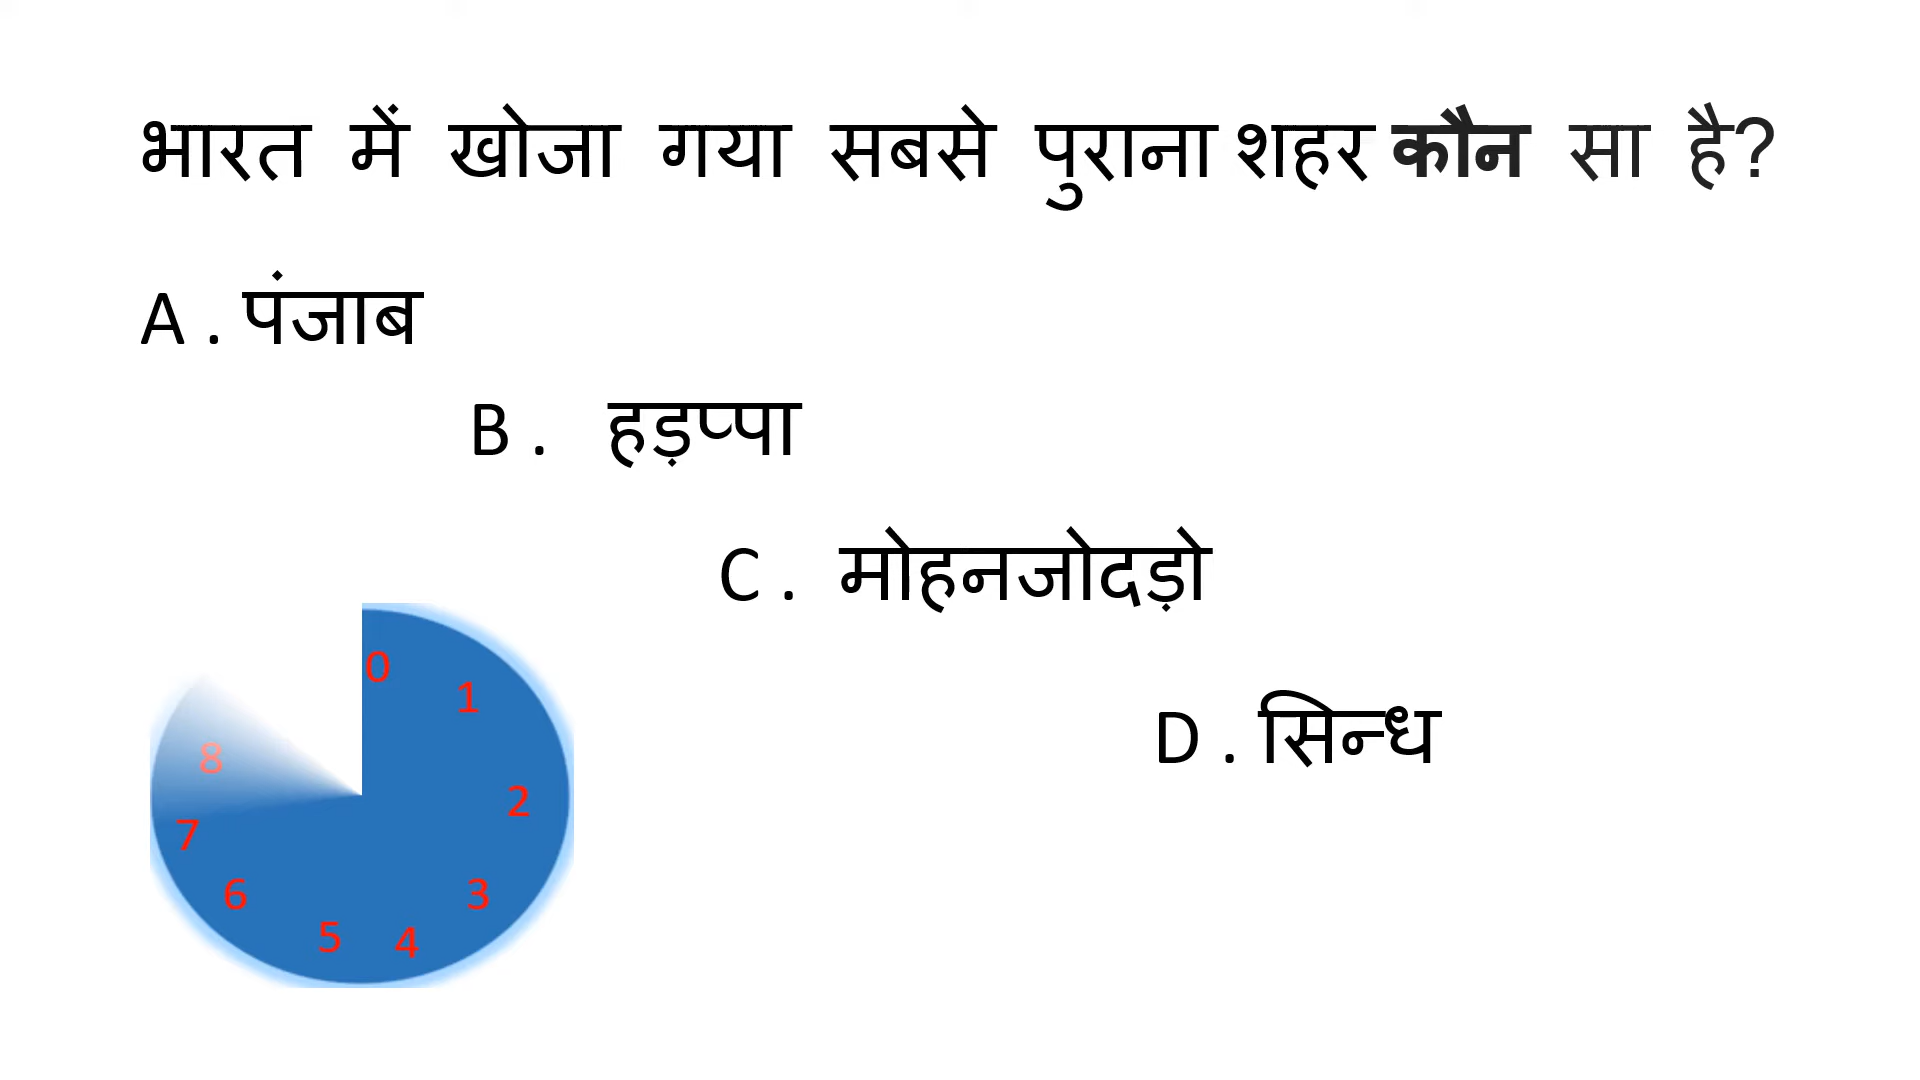 भारत में खोजा गया सबसे पुराना शहर कौन सा है?
A . पंजाब
B . हड़प्पा
C . मोहनजोदड़ो
D . सिन्ध
0
1
2
3
4
5
6
7
8